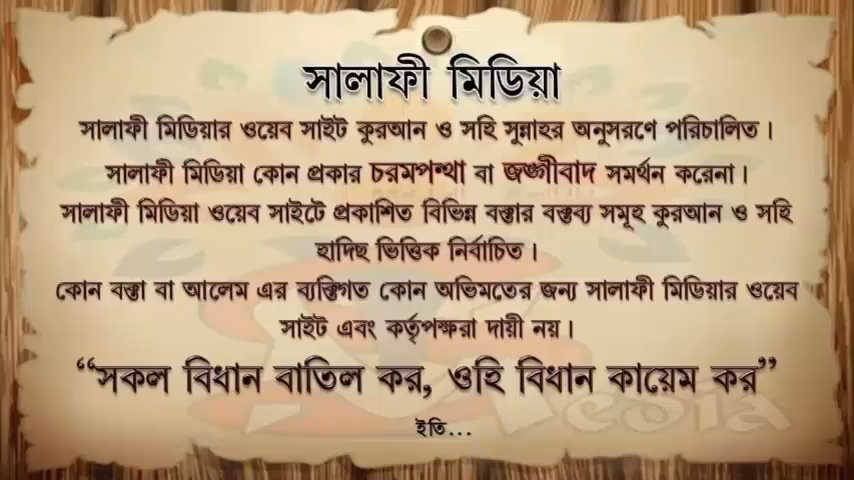 সালাফী মিডিয়া
সালাফী মিডিয়ার ওয়েব সাইট কুরআন ও সহি সুন্নাহর অনুসরণে পরিচালিত।
সালাফী মিডিয়া কোন প্রকার চরমপন্থা বা জঙ্গীবাদ সমর্থন করেনা।
সালাফী মিডিয়া ওয়েব সাইটে প্রকাশিত বিভিন্ন বক্তার বক্তব্য সমূহ কুরআন ও সহি
হাদিছ ভিত্তিক নির্বাচিত।
কোন বক্তা বা আলেম এর ব্যক্তিগত কোন অভিমতের জন্য সালাফী মিডিয়ার ওয়েব
সাইট এবং কর্তৃপক্ষরা দায়ী নয়।
“সকল বিধান বাতিল কর, ওহি বিধান কায়েম কর”
ইতি...